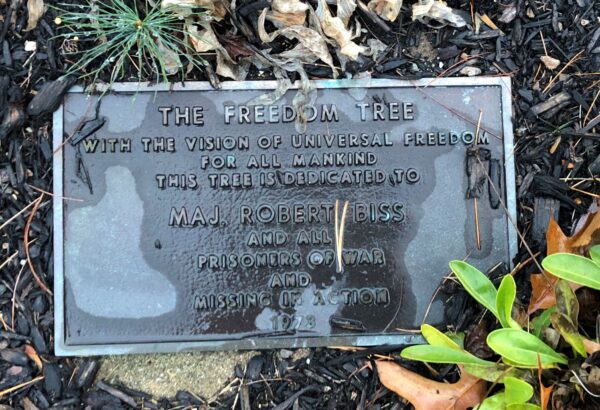 THE FREEDOM TREE
WITH THE VISION OF UNIVERSAL FREEDOM
FOR ALL MANKIND
THIS TREE IS DEDICATED TO
MAJ. ROBERT BISS
AND ALL
PRISONERS OF WAR
AND
MISSING IN ACTION
1973